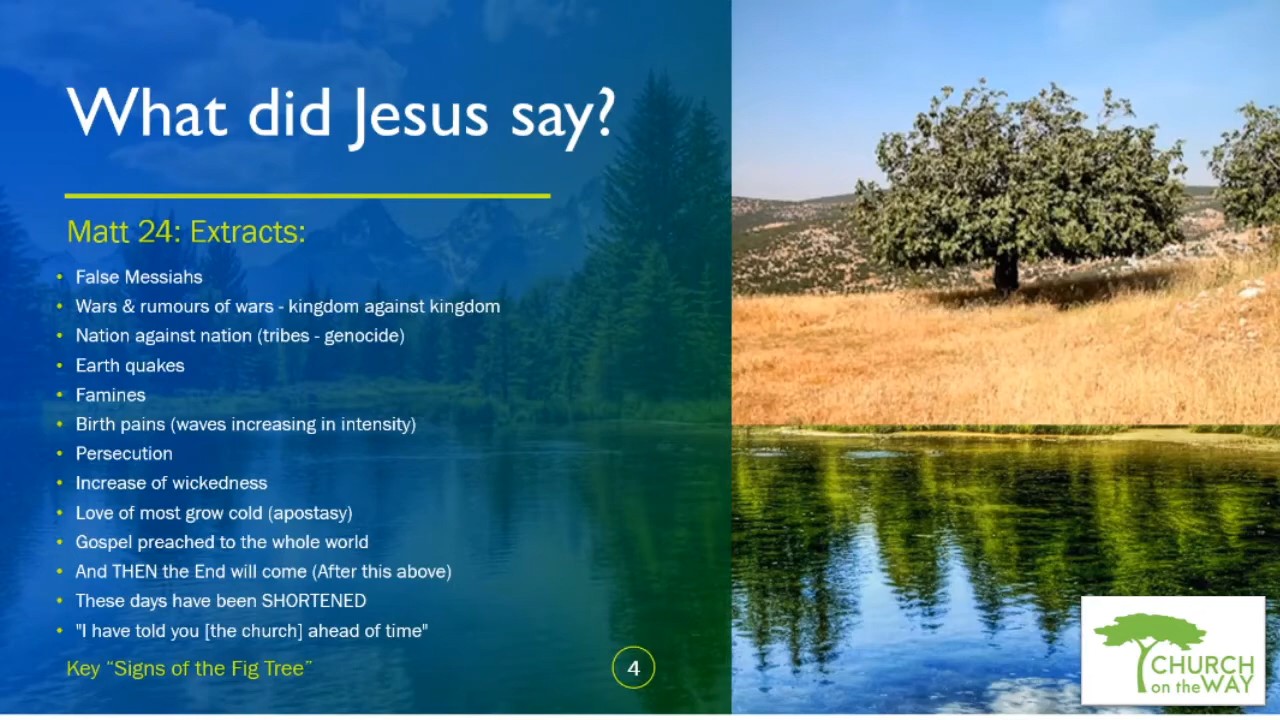 What did Jesus say?
Matt 24: Extracts:
• False Messiahs
• Wars & rumours of wars - kingdom against kingdom
• Nation against nation (tribes - genocide)
• Earth quakes
• Famines
• Birth pains (waves increasing in intensity)
• Persecution
• Increase of wickedness
• Love of most grow cold (apostasy)
• Gospel preached to the whole world
• And THEN the End will come (After this above)
• These days have been SHORTENED
• "I have told you [the church] ahead of time"
Key “Signs of the Fig Tree”
4
CHURCH
on the WAY